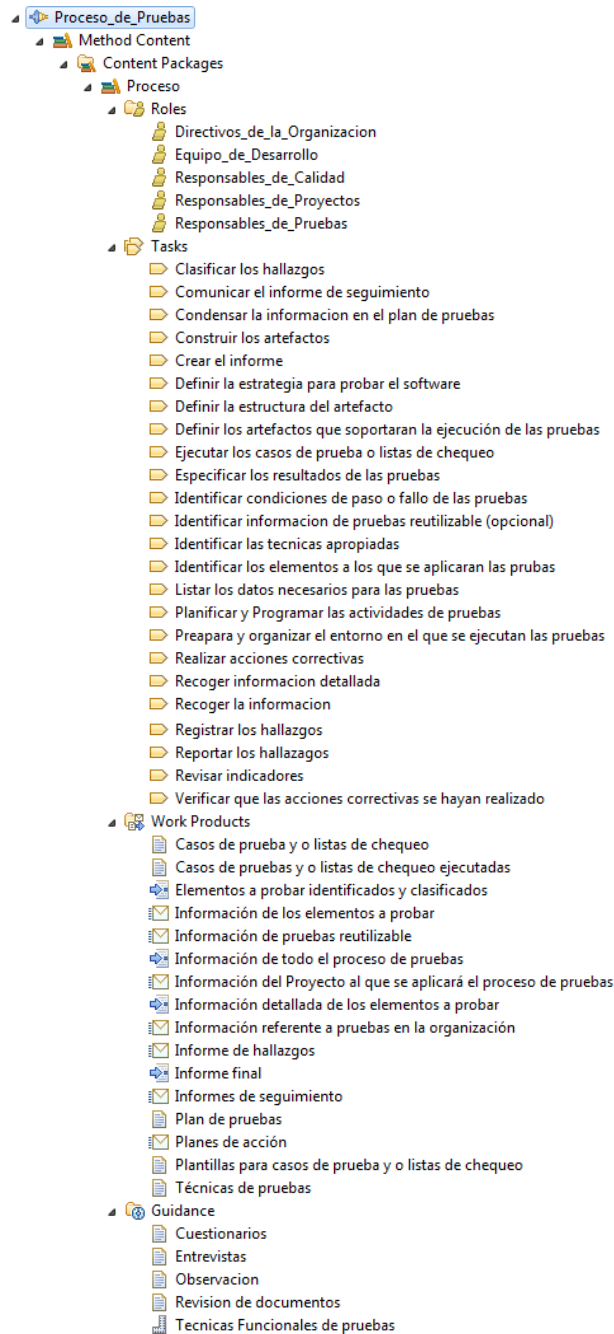 Proceso_de_Pruebas
Method Content
Content Packages
Proceso
Roles
Directivos_de_la_Organizacion
Equipo_de_Desarrollo
Responsables_de_Calidad
Responsables_de_Proyectos
Responsables_de_Pruebas
Tasks
Clasificar los hallazgos
Comunicar el informe de seguimiento
Condensar la informacion en el plan de pruebas
Construir los artefactos
Crear el informe
Definir la estrategia para probar el software
Definir la estructura del artefacto
Definir los artefactos que soportaran la ejecución de las pruebas
Ejecutar los casos de prueba o listas de chequeo
Especificar los resultados de las pruebas
Identificar condiciones de paso o fallo de las pruebas
Identificar informacion de pruebas reutilizable (opcional)
Identificar las tecnicas apropiadas
Identificar los elementos a los que se aplicaran las prubas
Listar los datos necesarios para las pruebas
Planificar y Programar las actividades de pruebas
Preapara y organizar el entorno en el que se ejecutan las pruebas
Realizar acciones correctivas
Recoger informacion detallada
Recoger la informacion
Registrar los hallazgos
Reportar los hallazagos
Revisar indicadores
Verificar que las acciones correctivas se hayan realizado
Work Products
Casos de prueba y o listas de chequeo
Casos de pruebas y o listas de chequeo ejecutadas
Elementos a probar identificados y clasificados
Información de los elementos a probar
Información de pruebas reutilizable
Información de todo el proceso de pruebas
Información del Proyecto al que se aplicará el proceso de pruebas
Información detallada de los elementos a probar
Información referente a pruebas en la organización
Informe de hallazgos
Informe final
Informes de seguimiento
Plan de pruebas
Planes de acción
Plantillas para casos de prueba y o listas de chequeo
Técnicas de pruebas
Guidance
Cuestionarios
Entrevistas
Observacion
Revision de documentos
Tecnicas Funcionales de pruebas